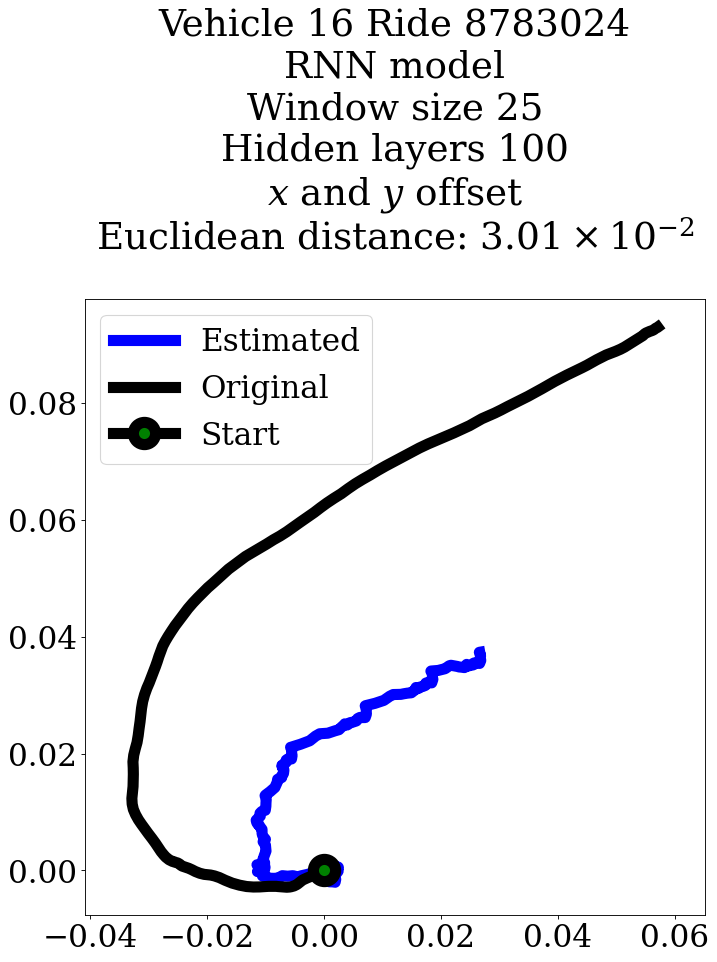 Vehicle 16 Ride 8783024
RNN model
Window size 25
Hidden layers 100
x and y offset
Euclidean distance: 3.01 × 10⁻²
Estimated
Original
Start
0.08
0.06
0.04
0.02
0.00
−0.04 −0.02 0.00 0.02 0.04 0.06